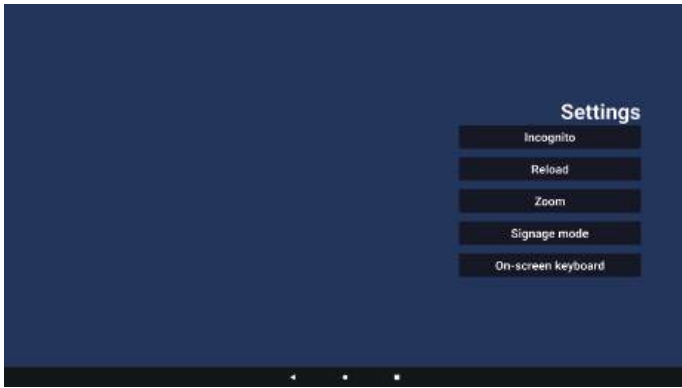 Settings
Incognito
Reload
Zoom
Signage mode
On-screen keyboard